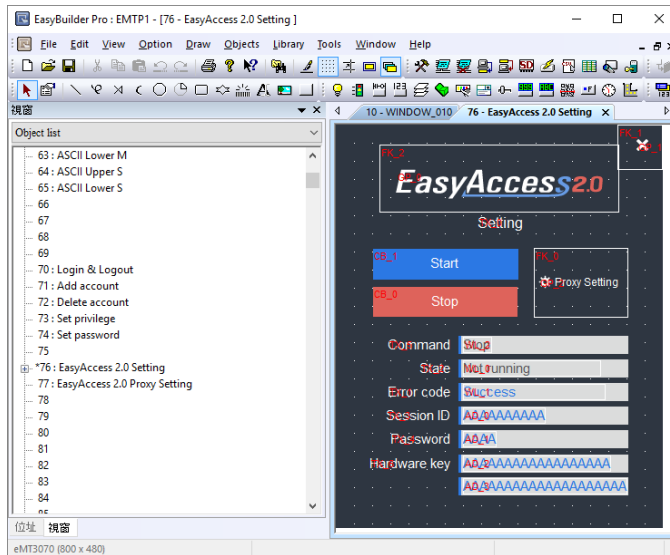 EasyBuilder Pro : EMTP1 - [76 - EasyAccess 2.0 Setting ]
File Edit View Option Draw Objects Library Tools Window Help
視窗
10 - WINDOW_010 76 - EasyAccess 2.0 Setting
Object list
63 : ASCII Lower M
64 : ASCII Upper S
65 : ASCII Lower S
66
67
68
69
70 : Login & Logout
71 : Add account
72 : Delete account
73 : Set privilege
74 : Set password
75
*76 : EasyAccess 2.0 Setting
77 : EasyAccess 2.0 Proxy Setting
78
79
80
81
82
83
84
85
位址 視窗
FK_1
FK_2
EasyAccess2.0
Setting
CB_1
Start
FK_0
Proxy Setting
CB_0
Stop
Command Stop
State Not running
Error code Success
Session ID AAAAAAAAA
Password AAAA
Hardware key AAAAAAAAAAAAAAAA
AAAAAAAAAAAAAAAAAA
eMT3070 (800 x 480)